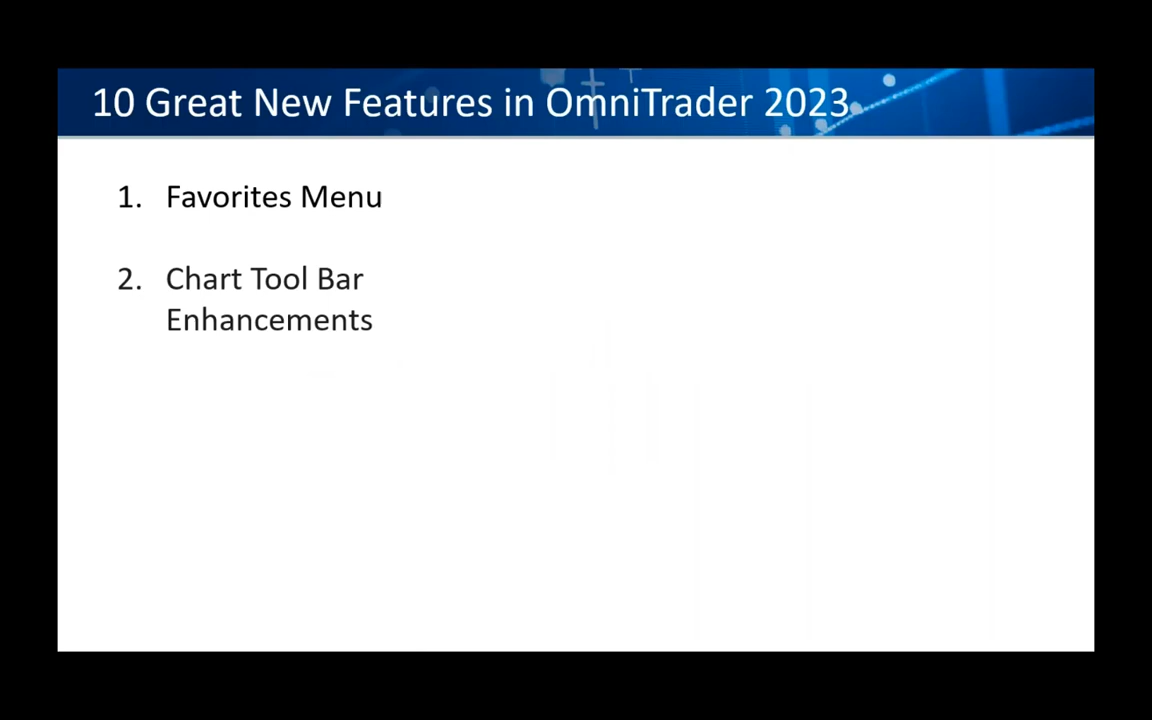 10 Great New Features in OmniTrader 2023
1. Favorites Menu
2. Chart Tool Bar
Enhancements